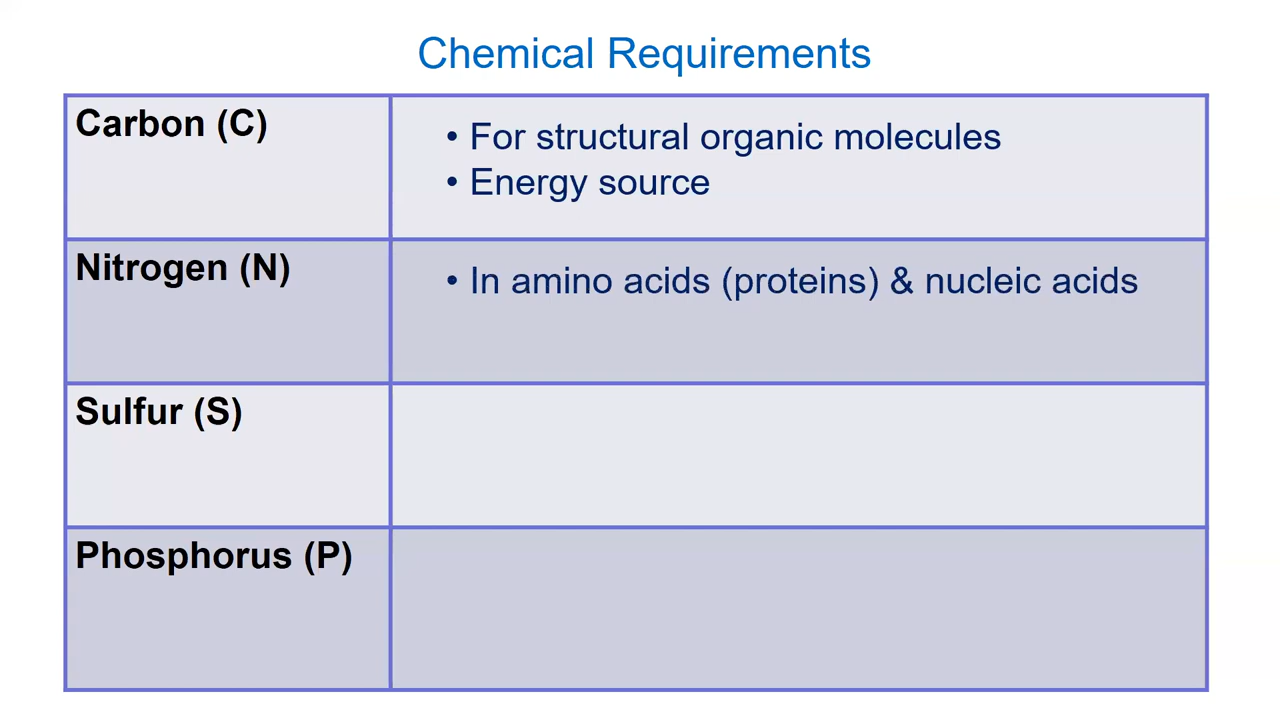 Chemical Requirements
Carbon (C)
• For structural organic molecules
• Energy source
Nitrogen (N)
• In amino acids (proteins) & nucleic acids
Sulfur (S)
Phosphorus (P)